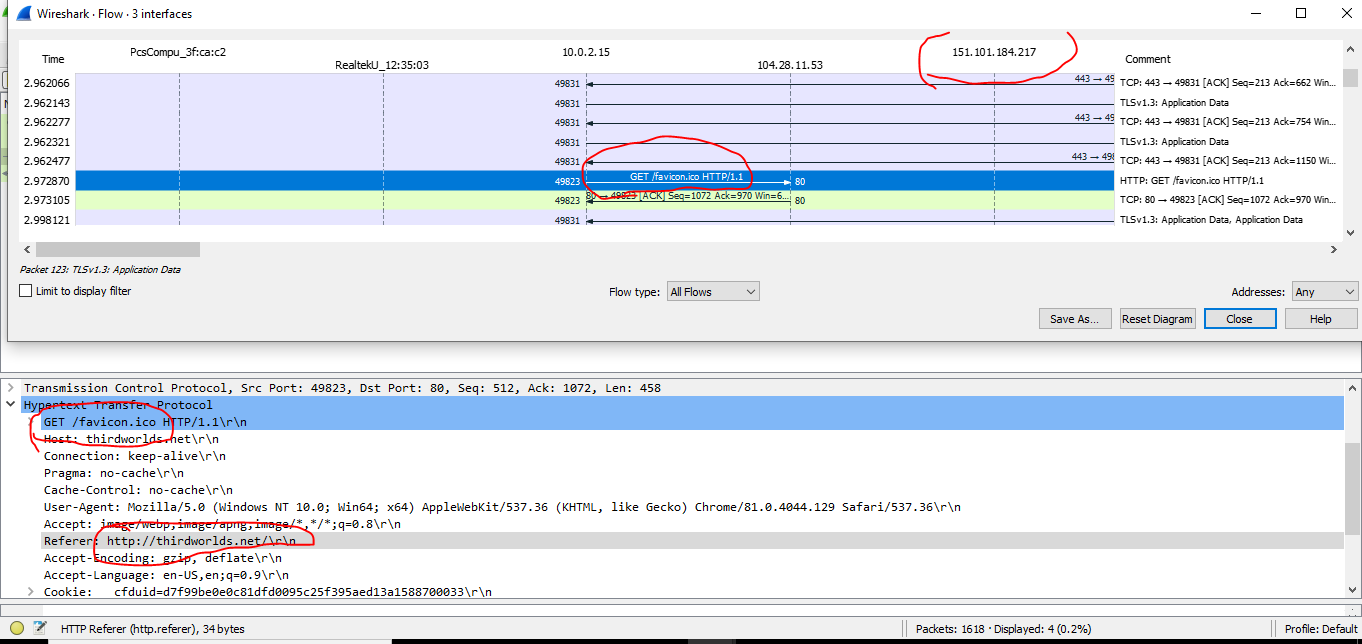 Wireshark · Flow · 3 interfaces
Time
PcsCompu_3f:ca:c2
RealtekU_12:35:03
10.0.2.15
104.28.11.53
151.101.184.217
Comment
2.962066 49831 443 → 49 TCP: 443 → 49831 [ACK] Seq=213 Ack=662 Win...
2.962143 49831 TLSv1.3: Application Data
2.962277 49831 443 → 49 TCP: 443 → 49831 [ACK] Seq=213 Ack=754 Win...
2.962321 49831 TLSv1.3: Application Data
2.962477 49831 443 → 498 TCP: 443 → 49831 [ACK] Seq=213 Ack=1150 Wi...
2.972870 49823 GET /favicon.ico HTTP/1.1 80 HTTP: GET /favicon.ico HTTP/1.1
2.973105 49823 80 → 49823 [ACK] Seq=1072 Ack=970 Win=6... 80 TCP: 80 → 49823 [ACK] Seq=1072 Ack=970 Win...
2.998121 49831 TLSv1.3: Application Data, Application Data
Packet 123: TLSv1.3: Application Data
Limit to display filter
Flow type: All Flows
Addresses: Any
Save As... Reset Diagram Close Help
Transmission Control Protocol, Src Port: 49823, Dst Port: 80, Seq: 512, Ack: 1072, Len: 458
Hypertext Transfer Protocol
GET /favicon.ico HTTP/1.1\r\n
Host: thirdworlds.net\r\n
Connection: keep-alive\r\n
Pragma: no-cache\r\n
Cache-Control: no-cache\r\n
User-Agent: Mozilla/5.0 (Windows NT 10.0; Win64; x64) AppleWebKit/537.36 (KHTML, like Gecko) Chrome/81.0.4044.129 Safari/537.36\r\n
Accept: image/webp,image/apng,image/*,*/*;q=0.8\r\n
Referer: http://thirdworlds.net/\r\n
Accept-Encoding: gzip, deflate\r\n
Accept-Language: en-US,en;q=0.9\r\n
Cookie: __cfduid=d7f99be0e0c81dfd0095c25f395aed13a1588700033\r\n
HTTP Referer (http.referer), 34 bytes
Packets: 1618 · Displayed: 4 (0.2%)
Profile: Default